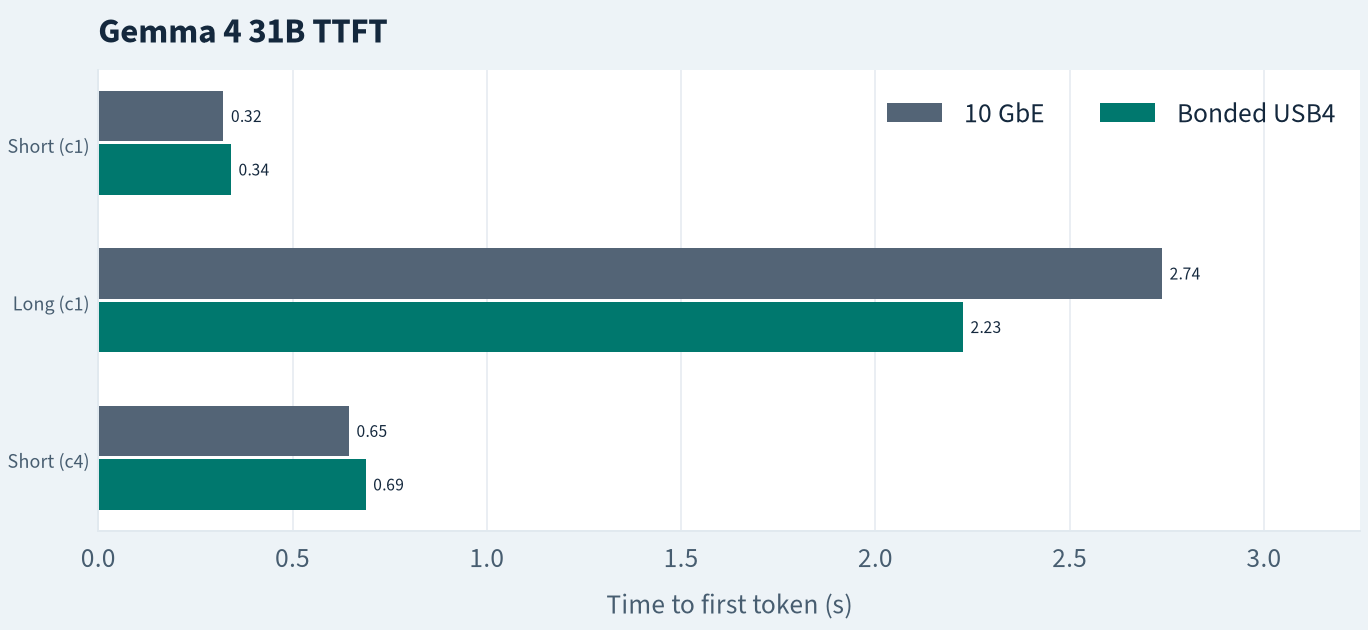 Gemma 4 31B TTFT
10 GbE Bonded USB4
Short (c1)
0.32
0.34
Long (c1)
2.74
2.23
Short (c4)
0.65
0.69
0.0 0.5 1.0 1.5 2.0 2.5 3.0
Time to first token (s)